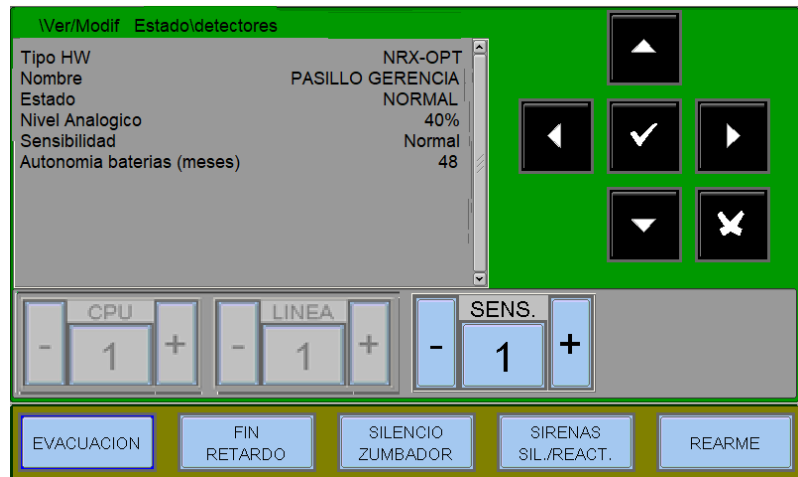 \Ver/Modif Estado\detectores
Tipo HW NRX-OPT
Nombre PASILLO GERENCIA
Estado NORMAL
Nivel Analogico 40%
Sensibilidad Normal
Autonomia baterias (meses) 48
CPU LINEA SENS.
- 1 + - 1 + - 1 +
EVACUACION
FIN
RETARDO
SILENCIO
ZUMBADOR
SIRENAS
SIL./REACT.
REARME